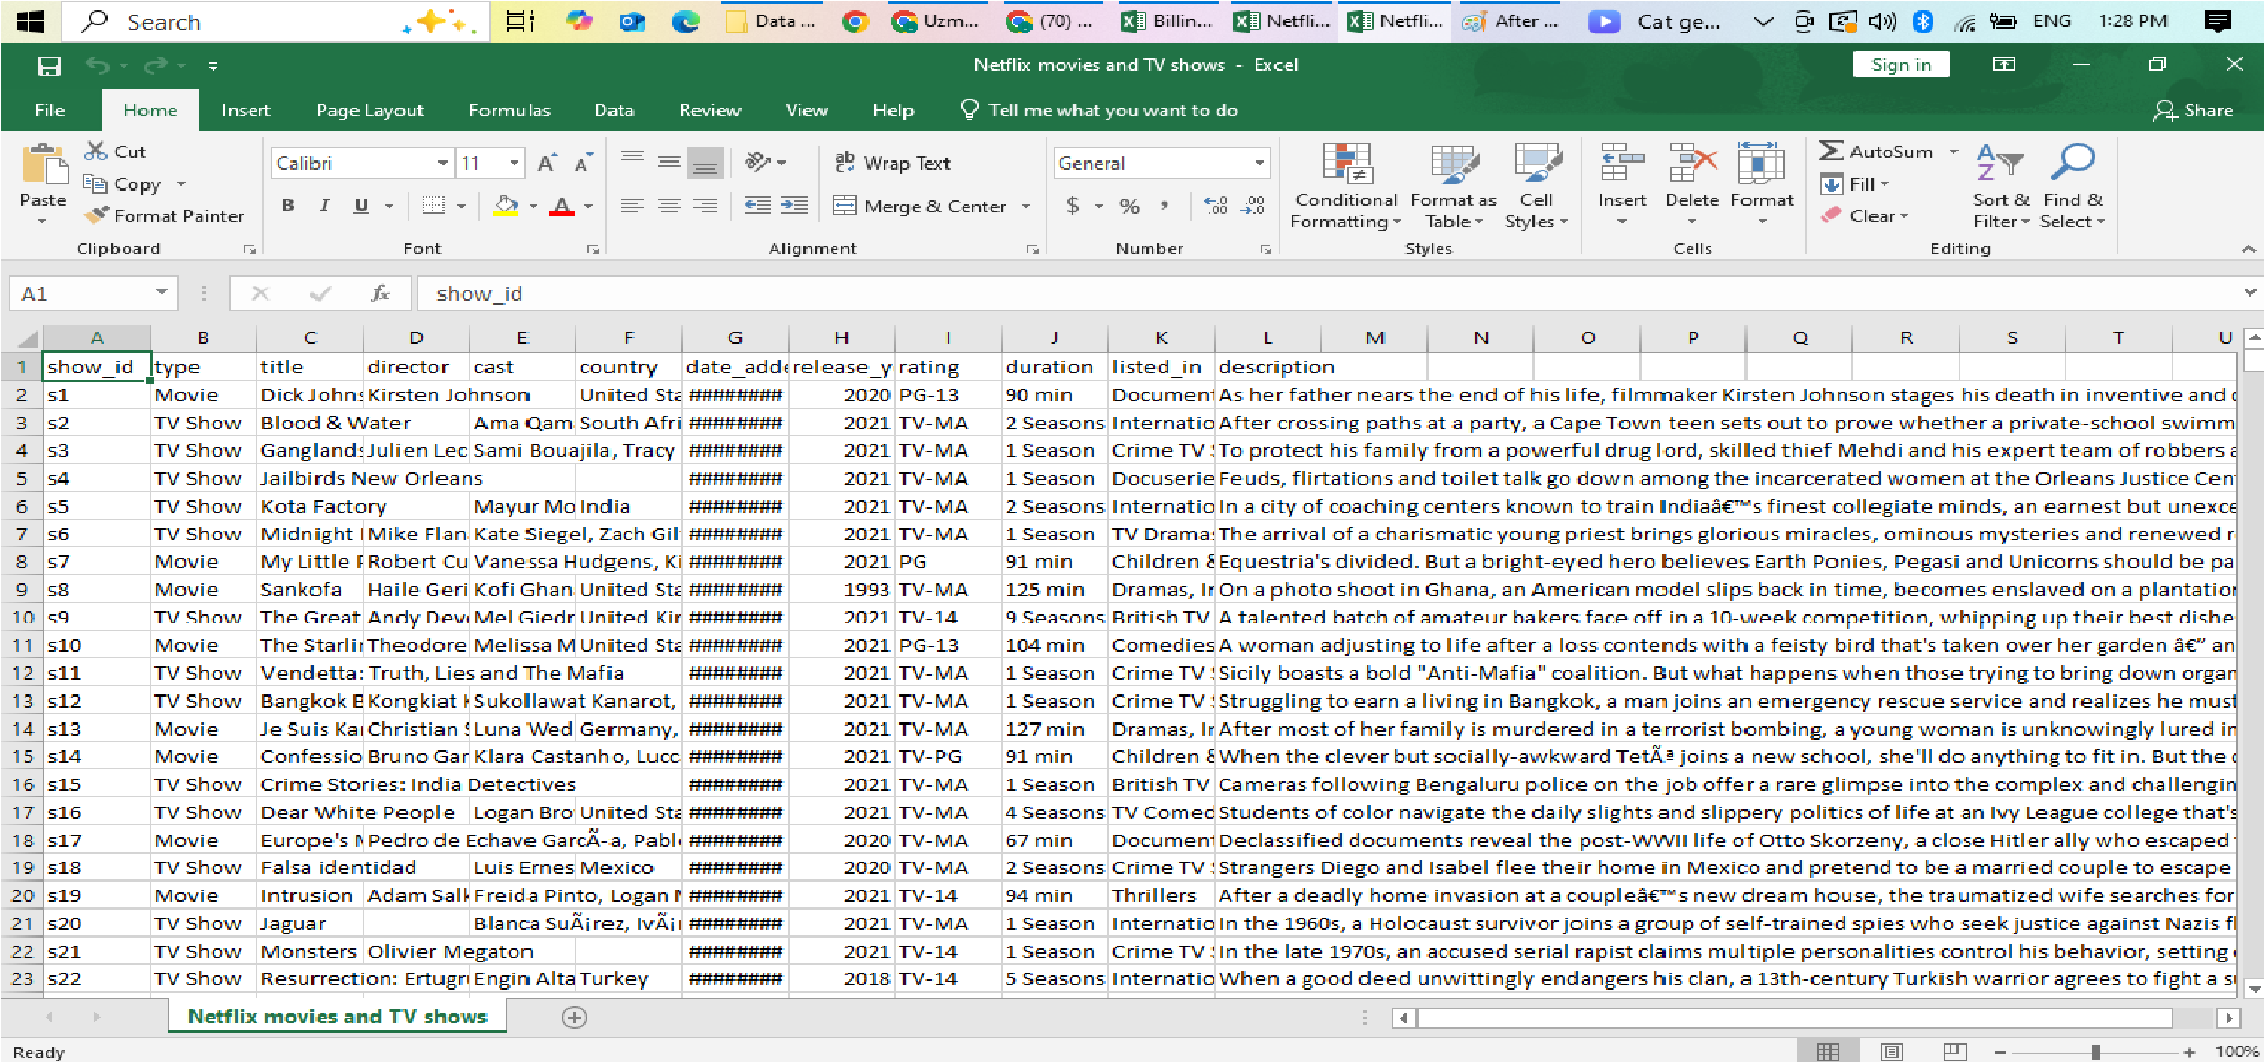 Search Data ... Uzm... (70) ... Billin... Netfli... Netfli... After ... Cat ge... ENG 1:28 PM
Netflix movies and TV shows - Excel Sign in
File Home Insert Page Layout Formulas Data Review View Help Tell me what you want to do Share
Paste Cut Copy Format Painter Clipboard
Calibri 11 B I U Font
Wrap Text Merge & Center Alignment
General $ % , Number
Conditional Formatting Format as Table Cell Styles Styles
Insert Delete Format Cells
AutoSum Fill Clear Sort & Filter Find & Select Editing
A1 fx show_id
A B C D E F G H I J K L M N O P Q R S T U
1 show_id type title director cast country date_adde release_y rating duration listed_in description
2 s1 Movie Dick Johns Kirsten Johnson United Sta ######## 2020 PG-13 90 min Document As her father nears the end of his life, filmmaker Kirsten Johnson stages his death in inventive and c
3 s2 TV Show Blood & Water Ama Qam South Afri ######## 2021 TV-MA 2 Seasons Internatio After crossing paths at a party, a Cape Town teen sets out to prove whether a private-school swimm
4 s3 TV Show Ganglands Julien Lec Sami Bouajila, Tracy ######## 2021 TV-MA 1 Season Crime TV S To protect his family from a powerful drug lord, skilled thief Mehdi and his expert team of robbers a
5 s4 TV Show Jailbirds New Orleans ######## 2021 TV-MA 1 Season Docuserie Feuds, flirtations and toilet talk go down among the incarcerated women at the Orleans Justice Cen
6 s5 TV Show Kota Factory Mayur Mo India ######## 2021 TV-MA 2 Seasons Internatio In a city of coaching centers known to train Indiaâ€™s finest collegiate minds, an earnest but unexce
7 s6 TV Show Midnight I Mike Flan Kate Siegel, Zach Gil ######## 2021 TV-MA 1 Season TV Drama The arrival of a charismatic young priest brings glorious miracles, ominous mysteries and renewed r
8 s7 Movie My Little P Robert Cu Vanessa Hudgens, Ki ######## 2021 PG 91 min Children & Equestria's divided. But a bright-eyed hero believes Earth Ponies, Pegasi and Unicorns should be pa
9 s8 Movie Sankofa Haile Geri Kofi Ghan United Sta ######## 1993 TV-MA 125 min Dramas, In On a photo shoot in Ghana, an American model slips back in time, becomes enslaved on a plantation
10 s9 TV Show The Great Andy Deve Mel Giedr United Kin ######## 2021 TV-14 9 Seasons British TV A talented batch of amateur bakers face off in a 10-week competition, whipping up their best dishe
11 s10 Movie The Starlin Theodore Melissa M United Sta ######## 2021 PG-13 104 min Comedies A woman adjusting to life after a loss contends with a feisty bird that's taken over her garden â€” an
12 s11 TV Show Vendetta: Truth, Lies and The Mafia ######## 2021 TV-MA 1 Season Crime TV S Sicily boasts a bold "Anti-Mafia" coalition. But what happens when those trying to bring down organ
13 s12 TV Show Bangkok B Kongkiat K Sukollawat Kanarot, ######## 2021 TV-MA 1 Season Crime TV S Struggling to earn a living in Bangkok, a man joins an emergency rescue service and realizes he must
14 s13 Movie Je Suis Kar Christian S Luna Wed Germany, ######## 2021 TV-MA 127 min Dramas, In After most of her family is murdered in a terrorist bombing, a young woman is unknowingly lured in
15 s14 Movie Confessio Bruno Gar Klara Castanho, Lucc ######## 2021 TV-PG 91 min Children & When the clever but socially-awkward TetÃª joins a new school, she'll do anything to fit in. But the
16 s15 TV Show Crime Stories: India Detectives ######## 2021 TV-MA 1 Season British TV Cameras following Bengaluru police on the job offer a rare glimpse into the complex and challengin
17 s16 TV Show Dear White People Logan Bro United Sta ######## 2021 TV-MA 4 Seasons TV Comed Students of color navigate the daily slights and slippery politics of life at an Ivy League college that's
18 s17 Movie Europe's M Pedro de Echave GarcÃ-a, Pabl ######## 2020 TV-MA 67 min Document Declassified documents reveal the post-WWII life of Otto Skorzeny, a close Hitler ally who escaped
19 s18 TV Show Falsa identidad Luis Ernes Mexico ######## 2020 TV-MA 2 Seasons Crime TV S Strangers Diego and Isabel flee their home in Mexico and pretend to be a married couple to escape
20 s19 Movie Intrusion Adam Salk Freida Pinto, Logan M ######## 2021 TV-14 94 min Thrillers After a deadly home invasion at a coupleâ€™s new dream house, the traumatized wife searches for
21 s20 TV Show Jaguar Blanca SuÃ¡rez, IvÃ¡ ######## 2021 TV-MA 1 Season Internatio In the 1960s, a Holocaust survivor joins a group of self-trained spies who seek justice against Nazis fl
22 s21 TV Show Monsters Olivier Megaton ######## 2021 TV-14 1 Season Crime TV S In the late 1970s, an accused serial rapist claims multiple personalities control his behavior, setting
23 s22 TV Show Resurrection: Ertugr Engin Alta Turkey ######## 2018 TV-14 5 Seasons Internatio When a good deed unwittingly endangers his clan, a 13th-century Turkish warrior agrees to fight a s
Netflix movies and TV shows
Ready 100%